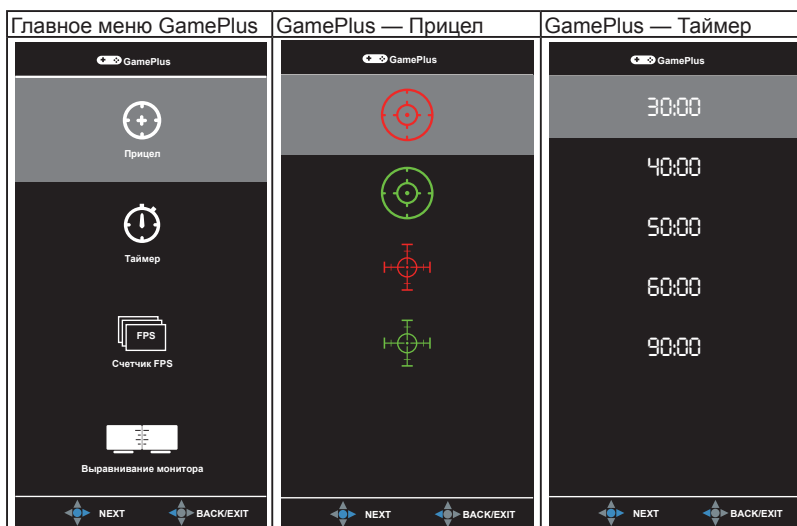 Главное меню GamePlus
GamePlus
Прицел
Таймер
FPS
Счетчик FPS
Выравнивание монитора
NEXT BACK/EXIT
GamePlus — Прицел
GamePlus
NEXT BACK/EXIT
GamePlus — Таймер
GamePlus
30:00
40:00
50:00
60:00
90:00
NEXT BACK/EXIT